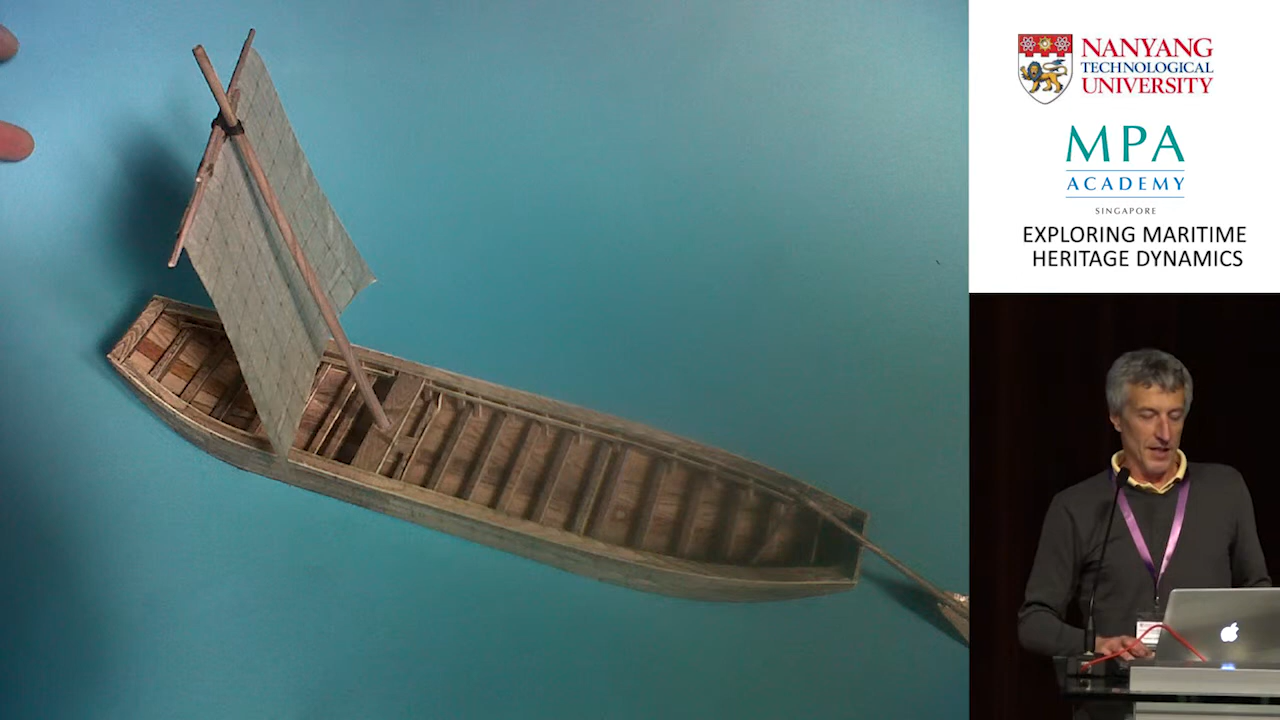 NANYANG
TECHNOLOGICAL
UNIVERSITY
MPA
ACADEMY
SINGAPORE
EXPLORING MARITIME
HERITAGE DYNAMICS